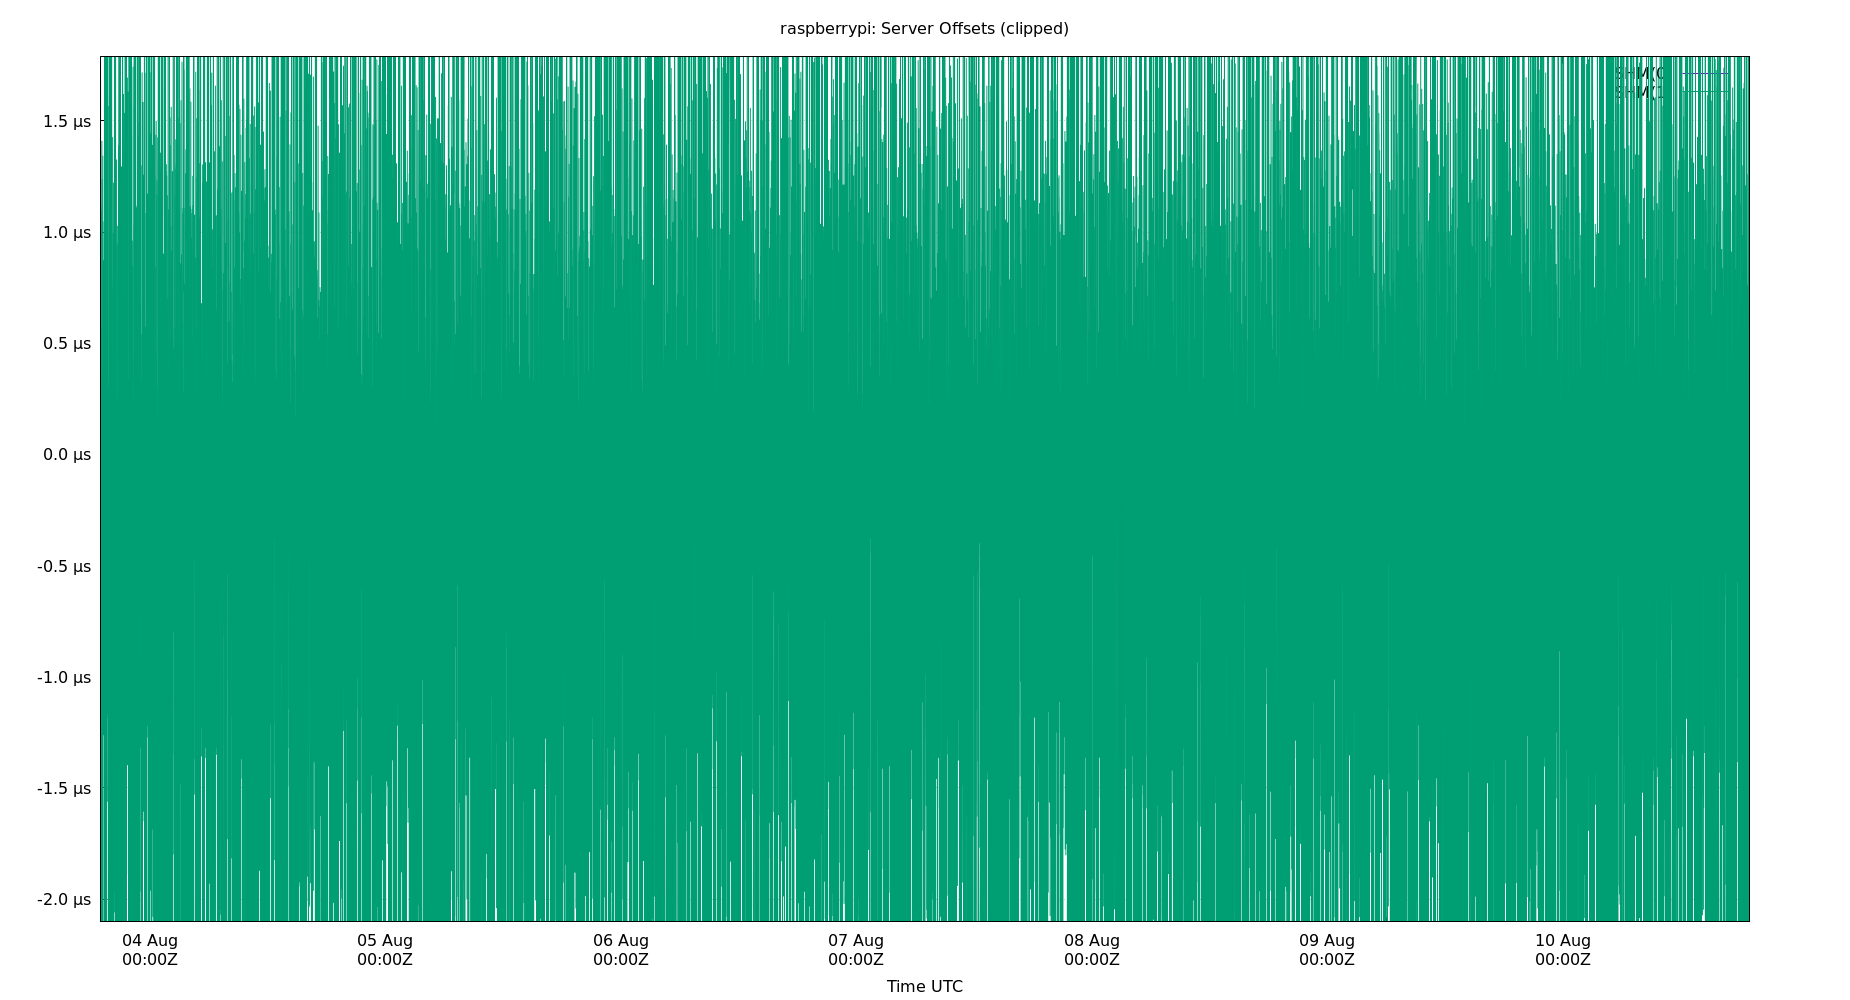 raspberrypi: Server Offsets (clipped)
1.5 µs
1.0 µs
0.5 µs
0.0 µs
-0.5 µs
-1.0 µs
-1.5 µs
-2.0 µs
04 Aug
00:00Z
05 Aug
00:00Z
06 Aug
00:00Z
07 Aug
00:00Z
08 Aug
00:00Z
09 Aug
00:00Z
10 Aug
00:00Z
Time UTC